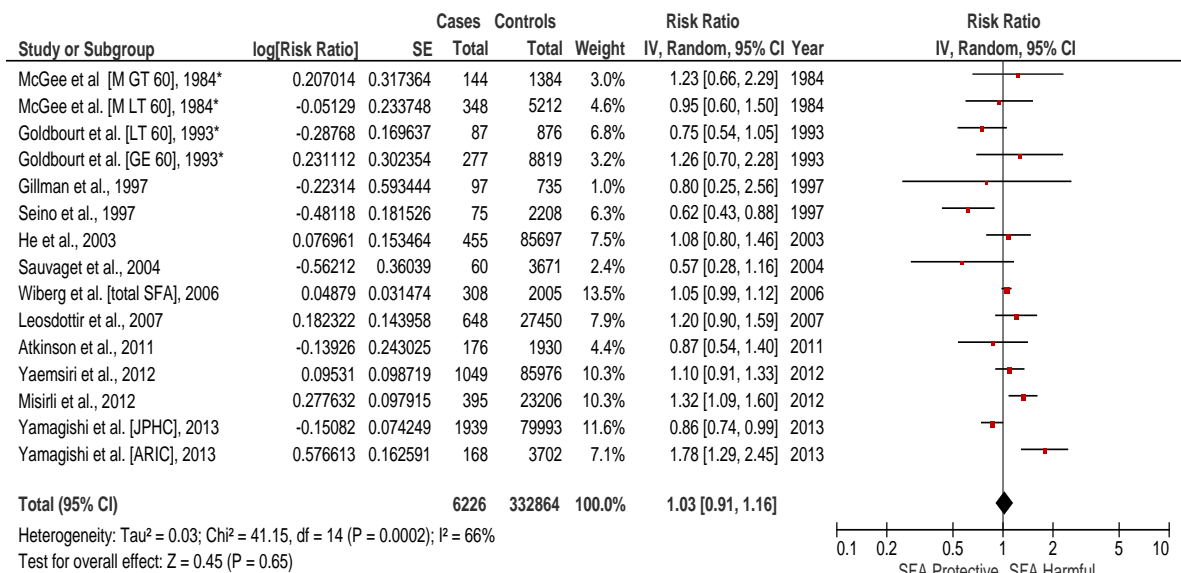 Cases Controls Risk Ratio Risk Ratio
Study or Subgroup log[Risk Ratio] SE Total Total Weight IV, Random, 95% CI Year IV, Random, 95% CI
McGee et al [M GT 60], 1984* 0.207014 0.317364 144 1384 3.0% 1.23 [0.66, 2.29] 1984
McGee et al. [M LT 60], 1984* -0.05129 0.233748 348 5212 4.6% 0.95 [0.60, 1.50] 1984
Goldbourt et al. [LT 60], 1993* -0.28768 0.169637 87 876 6.8% 0.75 [0.54, 1.05] 1993
Goldbourt et al. [GE 60], 1993* 0.231112 0.302354 277 8819 3.2% 1.26 [0.70, 2.28] 1993
Gillman et al., 1997 -0.22314 0.593444 97 735 1.0% 0.80 [0.25, 2.56] 1997
Seino et al., 1997 -0.48118 0.181526 75 2208 6.3% 0.62 [0.43, 0.88] 1997
He et al., 2003 0.076961 0.153464 455 85697 7.5% 1.08 [0.80, 1.46] 2003
Sauvaget et al., 2004 -0.56212 0.36039 60 3671 2.4% 0.57 [0.28, 1.16] 2004
Wiberg et al. [total SFA], 2006 0.04879 0.031474 308 2005 13.5% 1.05 [0.99, 1.12] 2006
Leosdottir et al., 2007 0.182322 0.143958 648 27450 7.9% 1.20 [0.90, 1.59] 2007
Atkinson et al., 2011 -0.13926 0.243025 176 1930 4.4% 0.87 [0.54, 1.40] 2011
Yaemsiri et al., 2012 0.09531 0.098719 1049 85976 10.3% 1.10 [0.91, 1.33] 2012
Misirli et al., 2012 0.277632 0.097915 395 23206 10.3% 1.32 [1.09, 1.60] 2012
Yamagishi et al. [JPHC], 2013 -0.15082 0.074249 1939 79993 11.6% 0.86 [0.74, 0.99] 2013
Yamagishi et al. [ARIC], 2013 0.576613 0.162591 168 3702 7.1% 1.78 [1.29, 2.45] 2013
Total (95% CI) 6226 332864 100.0% 1.03 [0.91, 1.16]
Heterogeneity: Tau² = 0.03; Chi² = 41.15, df = 14 (P = 0.0002); I² = 66%
Test for overall effect: Z = 0.45 (P = 0.65)
0.1 0.2 0.5 1 2 5 10
SFA Protective SFA Harmful